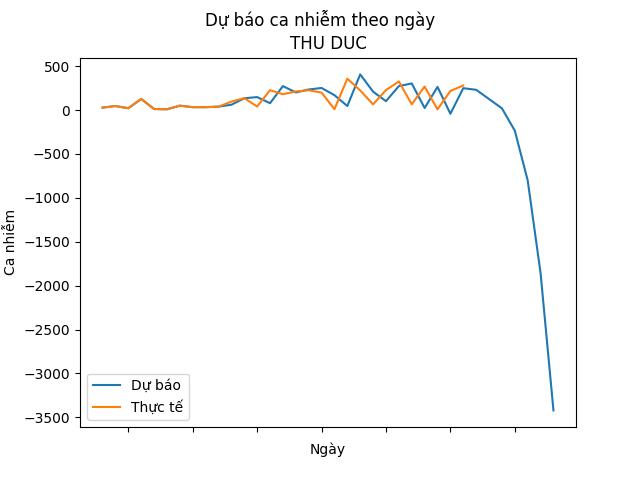 Dự báo ca nhiễm theo ngày
THU DUC
500
0
−500
−1000
−1500
−2000
−2500
−3000
−3500
Ca nhiễm
Dự báo
Thực tế
Ngày